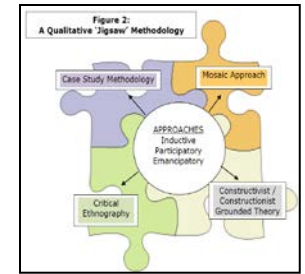 Figure 2:
A Qualitative 'Jigsaw' Methodology
Case Study Methodology
Mosaic Approach
APPROACHES
Inductive
Participatory
Emancipatory
Critical
Ethnography
Constructivist /
Constructionist
Grounded Theory